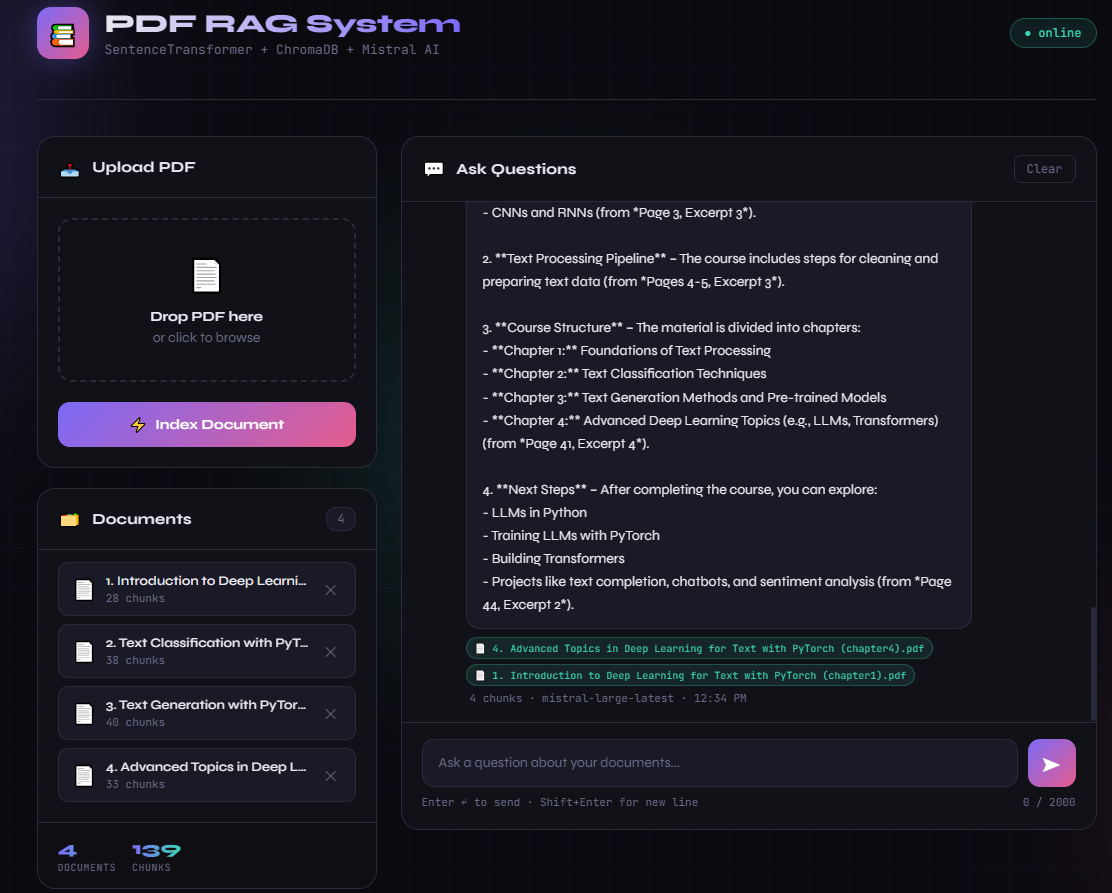 PDF RAG System
SentenceTransformer + ChromaDB + Mistral AI
● online
Upload PDF
Drop PDF here
or click to browse
⚡ Index Document
Documents
4
1. Introduction to Deep Learni...
28 chunks
2. Text Classification with PyT...
38 chunks
3. Text Generation with PyTor...
40 chunks
4. Advanced Topics in Deep L...
33 chunks
4
DOCUMENTS
139
CHUNKS
Ask Questions
Clear
- CNNs and RNNs (from *Page 3, Excerpt 3*).
2. **Text Processing Pipeline** – The course includes steps for cleaning and
preparing text data (from *Pages 4-5, Excerpt 3*).
3. **Course Structure** – The material is divided into chapters:
- **Chapter 1:** Foundations of Text Processing
- **Chapter 2:** Text Classification Techniques
- **Chapter 3:** Text Generation Methods and Pre-trained Models
- **Chapter 4:** Advanced Deep Learning Topics (e.g., LLMs, Transformers)
(from *Page 41, Excerpt 4*).
4. **Next Steps** – After completing the course, you can explore:
- LLMs in Python
- Training LLMs with PyTorch
- Building Transformers
- Projects like text completion, chatbots, and sentiment analysis (from *Page
44, Excerpt 2*).
4. Advanced Topics in Deep Learning for Text with PyTorch (chapter4).pdf
1. Introduction to Deep Learning for Text with PyTorch (chapter1).pdf
4 chunks · mistral-large-latest · 12:34 PM
Ask a question about your documents...
Enter ↵ to send · Shift+Enter for new line
0 / 2000